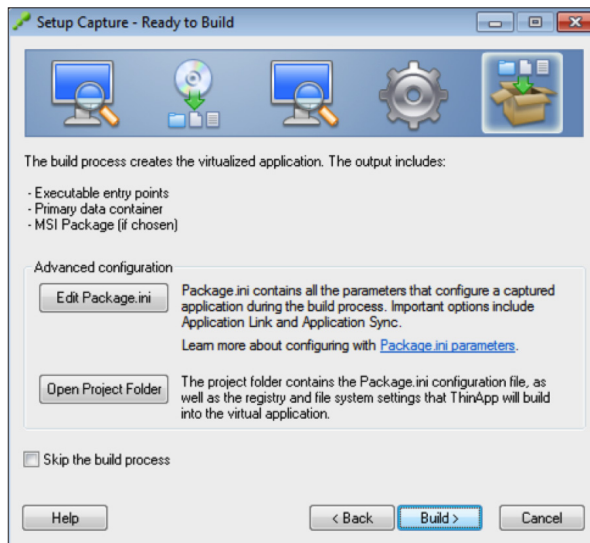 Setup Capture - Ready to Build
The build process creates the virtualized application. The output includes:
- Executable entry points
- Primary data container
- MSI Package (if chosen)
Advanced configuration
Edit Package.ini
Package.ini contains all the parameters that configure a captured
application during the build process. Important options include
Application Link and Application Sync.
Learn more about configuring with Package.ini parameters.
Open Project Folder
The project folder contains the Package.ini configuration file, as
well as the registry and file system settings that ThinApp will build
into the virtual application.
Skip the build process
Help
< Back
Build >
Cancel